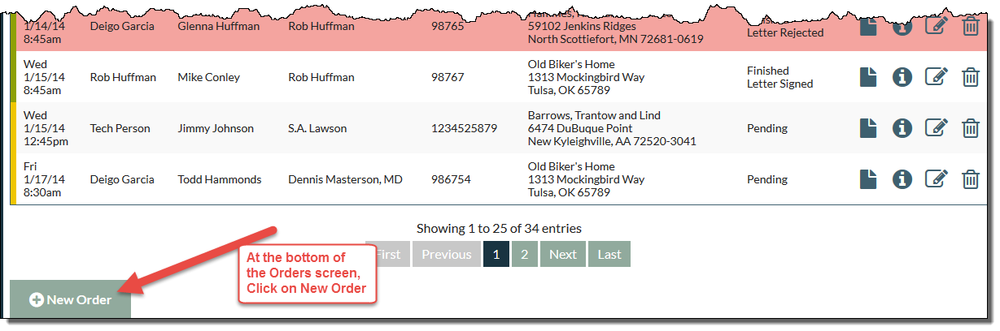 1/14/14
8:45am
Deigo Garcia
Glenna Huffman
Rob Huffman
98765
59102 Jenkins Ridges
North Scottiefort, MN 72681-0619
Letter Rejected
Wed
1/15/14
8:45am
Rob Huffman
Mike Conley
Rob Huffman
98767
Old Biker's Home
1313 Mockingbird Way
Tulsa, OK 65789
Finished
Letter Signed
Wed
1/15/14
12:45pm
Tech Person
Jimmy Johnson
S.A. Lawson
1234525879
Barrows, Trantow and Lind
6474 DuBuque Point
New Kyleighville, AA 72520-3041
Pending
Fri
1/17/14
8:30am
Deigo Garcia
Todd Hammonds
Dennis Masterson, MD
986754
Old Biker's Home
1313 Mockingbird Way
Tulsa, OK 65789
Pending
Showing 1 to 25 of 34 entries
First Previous 1 2 Next Last
At the bottom of
the Orders screen,
Click on New Order
New Order